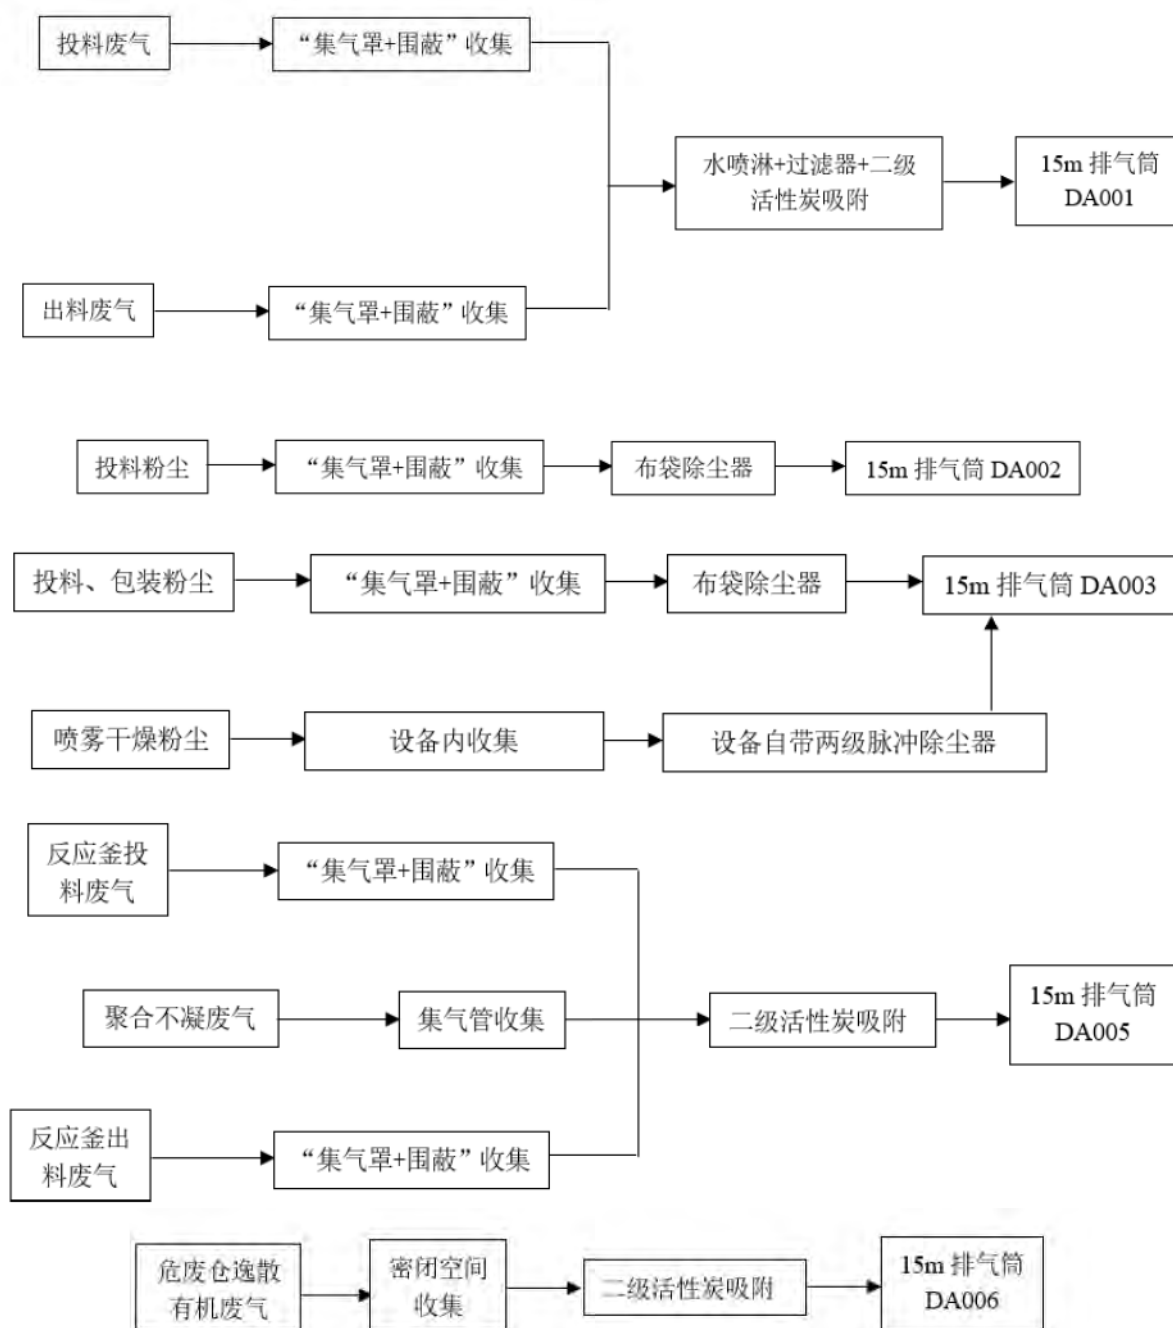 投料废气
“集气罩+围蔽”收集
水喷淋+过滤器+二级
活性炭吸附
15m 排气筒
DA001
出料废气
“集气罩+围蔽”收集
投料粉尘
“集气罩+围蔽”收集
布袋除尘器
15m 排气筒 DA002
投料、包装粉尘
“集气罩+围蔽”收集
布袋除尘器
15m 排气筒 DA003
喷雾干燥粉尘
设备内收集
设备自带两级脉冲除尘器
反应釜投
料废气
“集气罩+围蔽”收集
聚合不凝废气
集气管收集
二级活性炭吸附
15m 排气筒
DA005
反应釜出
料废气
“集气罩+围蔽”收集
危废仓逸散
有机废气
密闭空间
收集
二级活性炭吸附
15m 排气筒
DA006